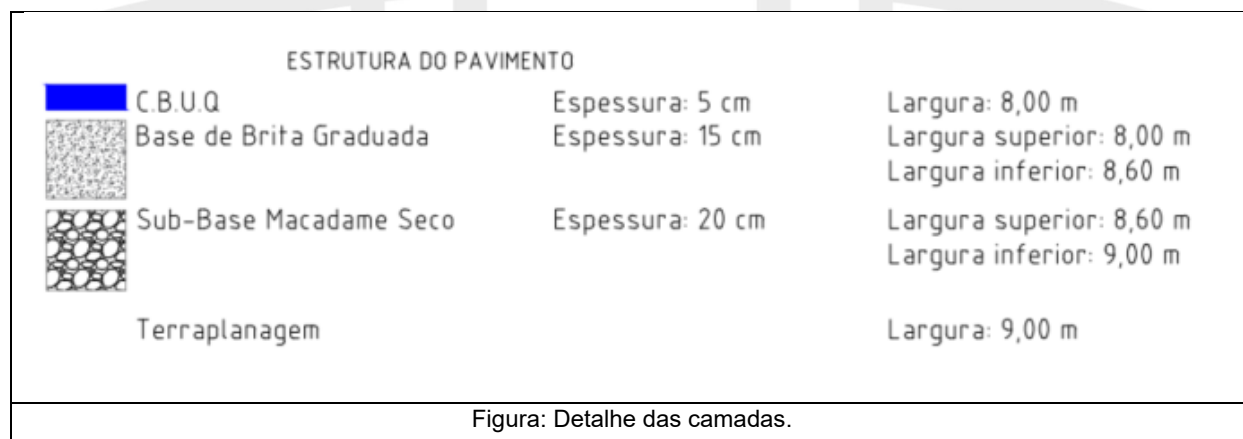 ESTRUTURA DO PAVIMENTO
C.B.U.Q Espessura: 5 cm Largura: 8,00 m
Base de Brita Graduada Espessura: 15 cm Largura superior: 8,00 m
Largura inferior: 8,60 m
Sub-Base Macadame Seco Espessura: 20 cm Largura superior: 8,60 m
Largura inferior: 9,00 m
Terraplanagem Largura: 9,00 m
Figura: Detalhe das camadas.